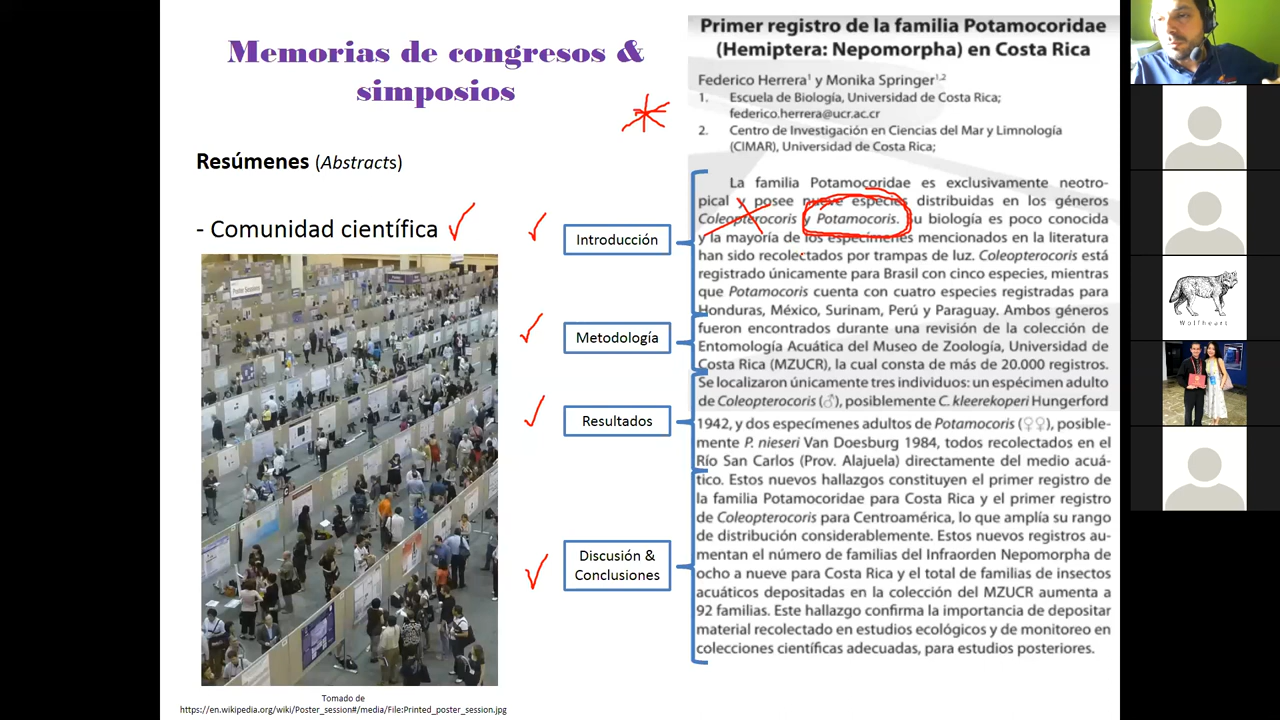 Memorias de congresos &
simposios
Resúmenes (Abstracts)
- Comunidad científica
Poster Session
Tomado de
https://en.wikipedia.org/wiki/Poster_session#/media/File:Printed_poster_session.jpg
Introducción
Metodología
Resultados
Discusión &
Conclusiones
Primer registro de la familia Potamocoridae
(Hemiptera: Nepomorpha) en Costa Rica
Federico Herrera¹ y Monika Springer¹,²
1. Escuela de Biología, Universidad de Costa Rica;
federico.herrera@ucr.ac.cr
2. Centro de Investigación en Ciencias del Mar y Limnología
(CIMAR), Universidad de Costa Rica;
La familia Potamocoridae es exclusivamente neotro-
pical y posee nueve especies distribuidas en los géneros
Coleopterocoris y Potamocoris. Su biología es poco conocida
y la mayoría de los especímenes mencionados en la literatura
han sido recolectados por trampas de luz. Coleopterocoris está
registrado únicamente para Brasil con cinco especies, mientras
que Potamocoris cuenta con cuatro especies registradas para
Honduras, México, Surinam, Perú y Paraguay. Ambos géneros
fueron encontrados durante una revisión de la colección de
Entomología Acuática del Museo de Zoología, Universidad de
Costa Rica (MZUCR), la cual consta de más de 20.000 registros.
Se localizaron únicamente tres individuos: un espécimen adulto
de Coleopterocoris (♂), posiblemente C. kleerekoperi Hungerford
1942, y dos especímenes adultos de Potamocoris (♀♀), posible-
mente P. nieseri Van Doesburg 1984, todos recolectados en el
Río San Carlos (Prov. Alajuela) directamente del medio acuá-
tico. Estos nuevos hallazgos constituyen el primer registro de
la familia Potamocoridae para Costa Rica y el primer registro
de Coleopterocoris para Centroamérica, lo que amplía su rango
de distribución considerablemente. Estos nuevos registros au-
mentan el número de familias del Infraorden Nepomorpha de
ocho a nueve para Costa Rica y el total de familias de insectos
acuáticos depositadas en la colección del MZUCR aumenta a
92 familias. Este hallazgo confirma la importancia de depositar
material recolectado en estudios ecológicos y de monitoreo en
colecciones científicas adecuadas, para estudios posteriores.
Wolfheart